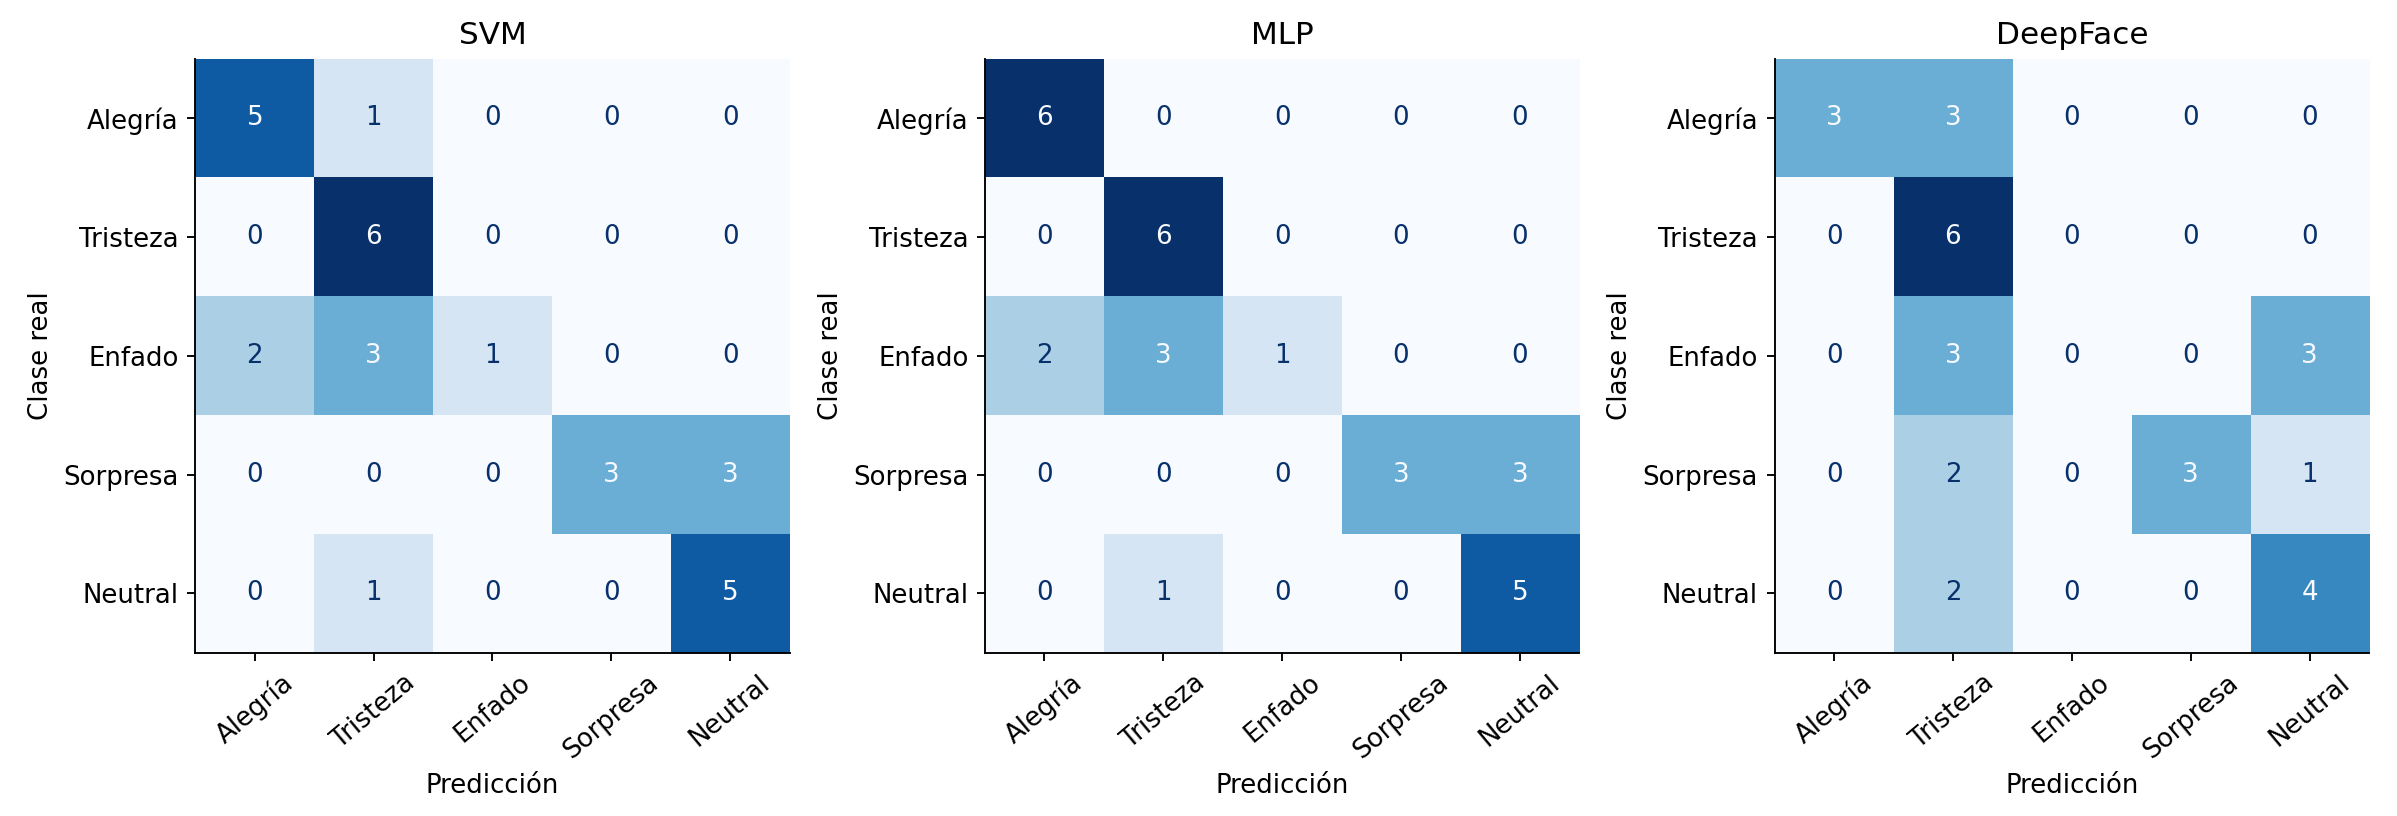 SVM
Clase real
Alegría 5 1 0 0 0
Tristeza 0 6 0 0 0
Enfado 2 3 1 0 0
Sorpresa 0 0 0 3 3
Neutral 0 1 0 0 5
Alegría Tristeza Enfado Sorpresa Neutral
Predicción
MLP
Clase real
Alegría 6 0 0 0 0
Tristeza 0 6 0 0 0
Enfado 2 3 1 0 0
Sorpresa 0 0 0 3 3
Neutral 0 1 0 0 5
Alegría Tristeza Enfado Sorpresa Neutral
Predicción
DeepFace
Clase real
Alegría 3 3 0 0 0
Tristeza 0 6 0 0 0
Enfado 0 3 0 0 3
Sorpresa 0 2 0 3 1
Neutral 0 2 0 0 4
Alegría Tristeza Enfado Sorpresa Neutral
Predicción